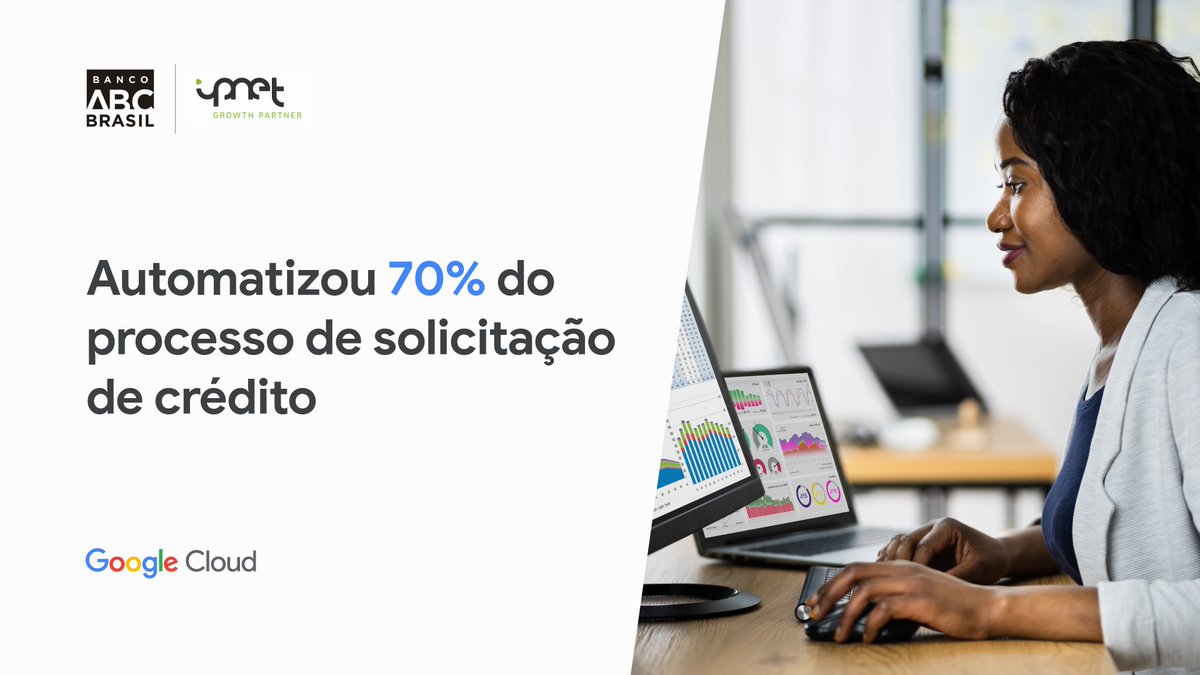 BANCO
ABC
BRASIL
ipnet
GROWTH PARTNER
Automatizou 70% do
processo de solicitação
de crédito
Google Cloud